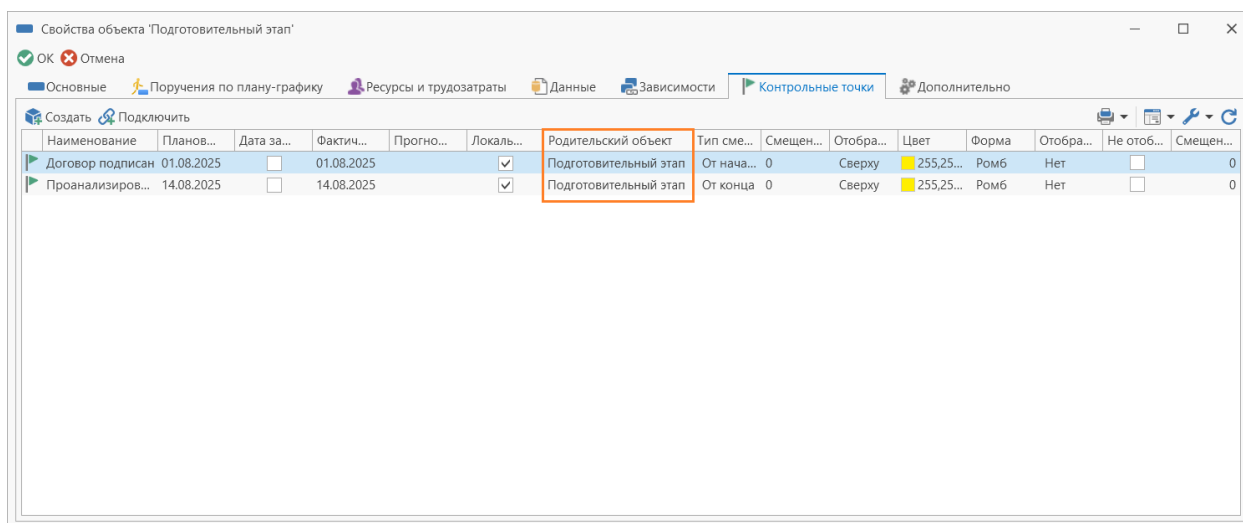 Свойства объекта 'Подготовительный этап'
ОК Отмена
Основные Поручения по плану-графику Ресурсы и трудозатраты Данные Зависимости Контрольные точки Дополнительно
Создать Подключить
Наименование Планов... Дата за... Фактич... Прогно... Локаль... Родительский объект Тип сме... Смещен... Отобра... Цвет Форма Отобра... Не отоб... Смещен...
Договор подписан 01.08.2025 01.08.2025 Подготовительный этап От нача... 0 Сверху 255,25... Ромб Нет 0
Проанализиров... 14.08.2025 14.08.2025 Подготовительный этап От конца 0 Сверху 255,25... Ромб Нет 0